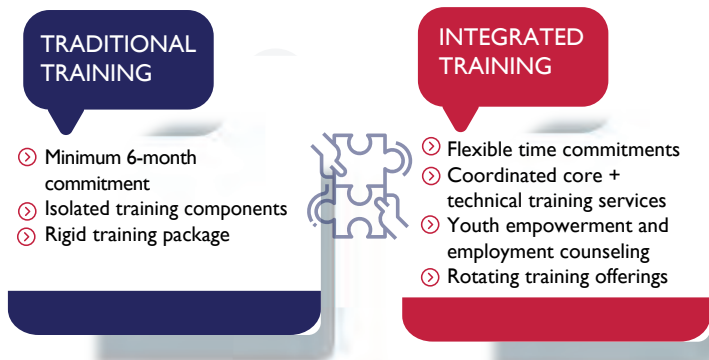 TRADITIONAL
TRAINING
Minimum 6-month
commitment
Isolated training components
Rigid training package
INTEGRATED
TRAINING
Flexible time commitments
Coordinated core +
technical training services
Youth empowerment and
employment counseling
Rotating training offerings